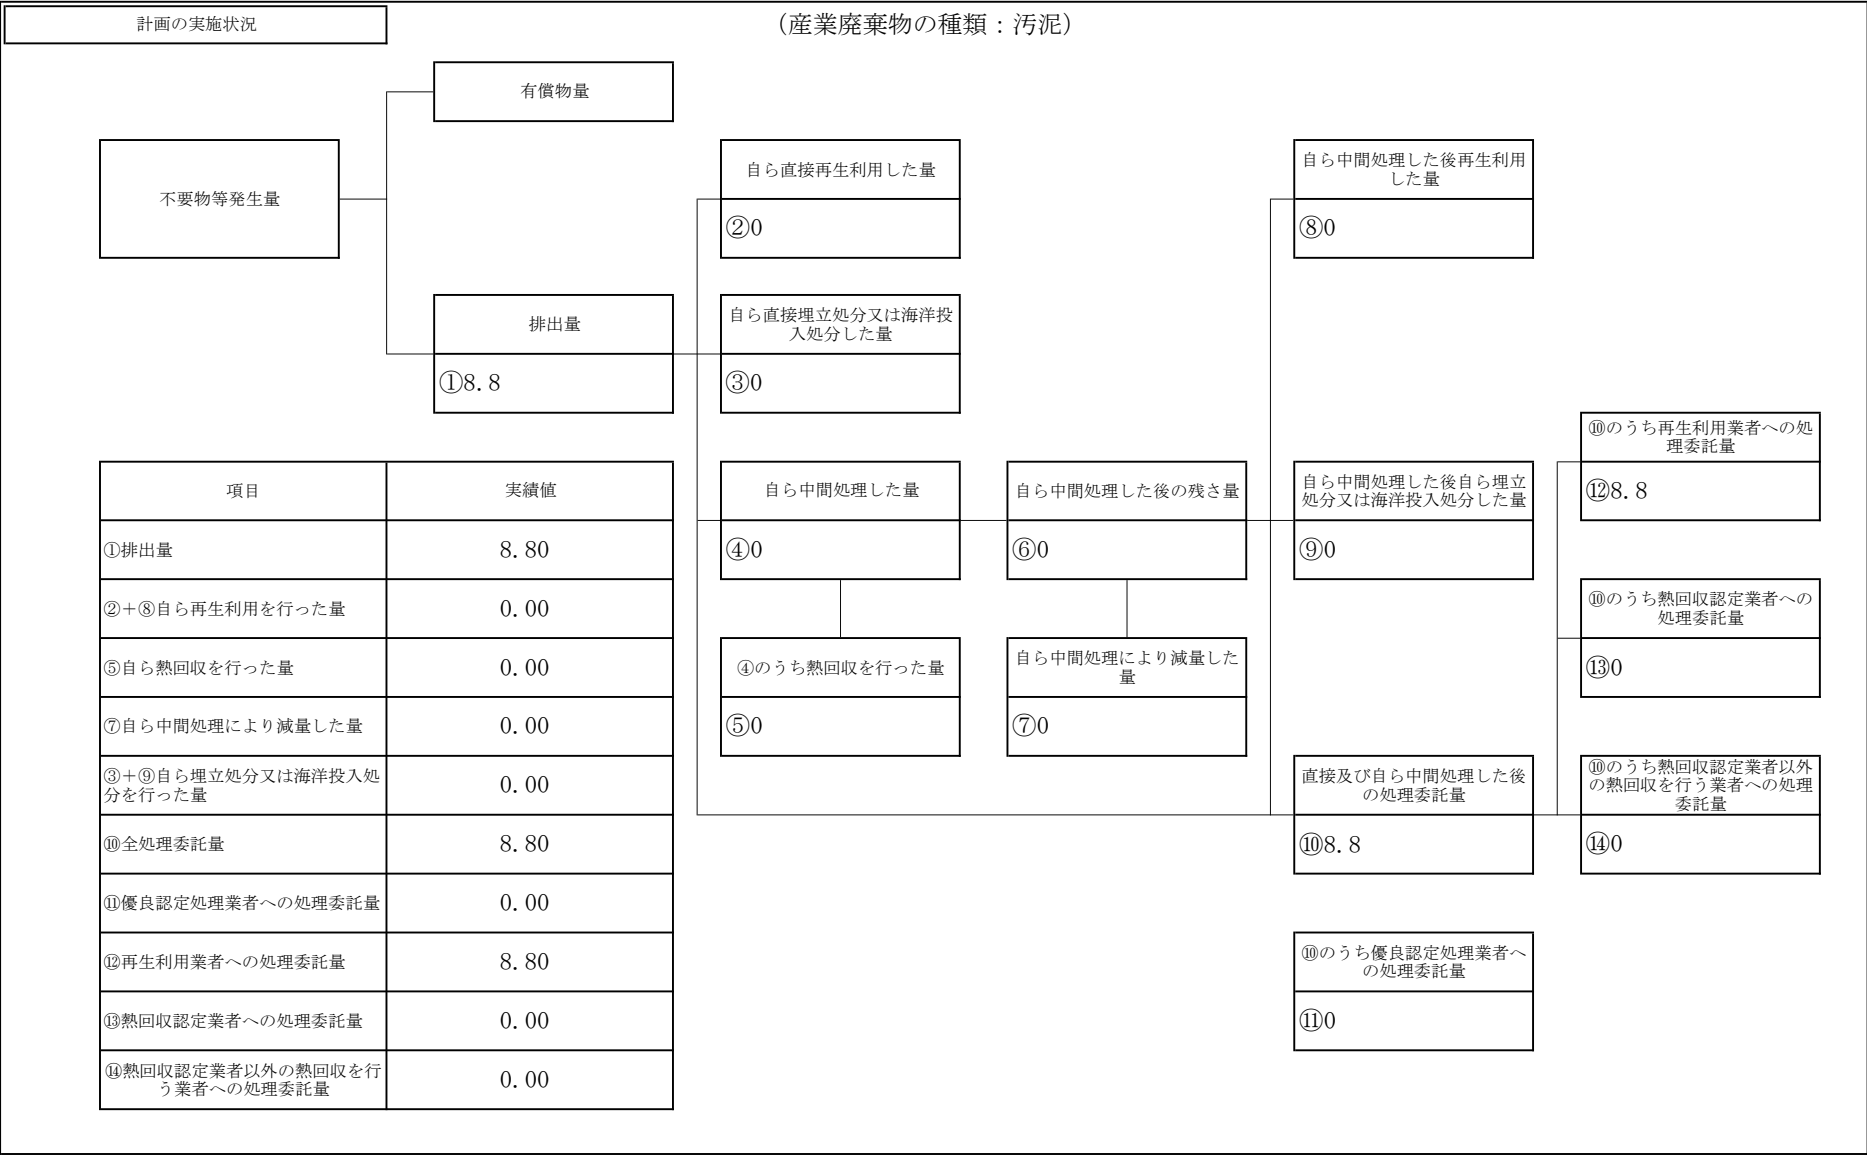 計画の実施状況
（産業廃棄物の種類：汚泥）
有償物量
不要物等発生量
自ら直接再生利用した量
②0
自ら中間処理した後再生利用
した量
⑧0
排出量
①8.8
自ら直接埋立処分又は海洋投
入処分した量
③0
⑩のうち再生利用業者への処
理委託量
⑫8.8
自ら中間処理した量
④0
自ら中間処理した後の残さ量
⑥0
自ら中間処理した後自ら埋立
処分又は海洋投入処分した量
⑨0
⑩のうち熱回収認定業者への
処理委託量
⑬0
④のうち熱回収を行った量
⑤0
自ら中間処理により減量した
量
⑦0
直接及び自ら中間処理した後
の処理委託量
⑩8.8
⑩のうち熱回収認定業者以外
の熱回収を行う業者への処理
委託量
⑭0
⑩のうち優良認定処理業者へ
の処理委託量
⑪0
項目 実績値
①排出量 8.80
②＋⑧自ら再生利用を行った量 0.00
⑤自ら熱回収を行った量 0.00
⑦自ら中間処理により減量した量 0.00
③＋⑨自ら埋立処分又は海洋投入処
分を行った量 0.00
⑩全処理委託量 8.80
⑪優良認定処理業者への処理委託量 0.00
⑫再生利用業者への処理委託量 8.80
⑬熱回収認定業者への処理委託量 0.00
⑭熱回収認定業者以外の熱回収を行
う業者への処理委託量 0.00